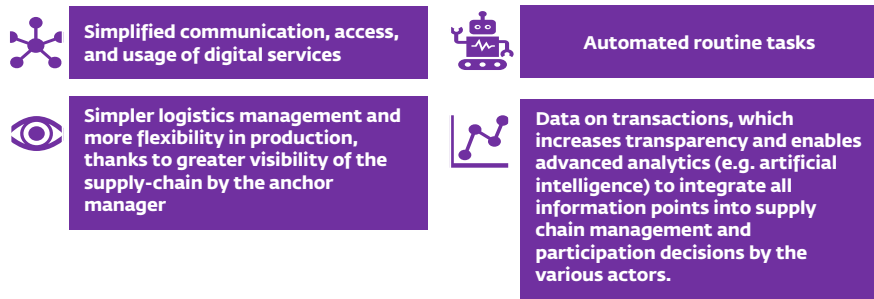 Simplified communication, access,
and usage of digital services
Automated routine tasks
Simpler logistics management and
more flexibility in production,
thanks to greater visibility of the
supply-chain by the anchor
manager
Data on transactions, which
increases transparency and enables
advanced analytics (e.g. artificial
intelligence) to integrate all
information points into supply
chain management and
participation decisions by the
various actors.